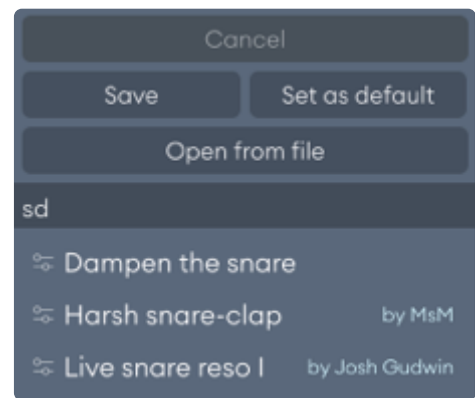 Cancel
Save Set as default
Open from file
sd
Dampen the snare
Harsh snare-clap by MsM
Live snare reso I by Josh Gudwin